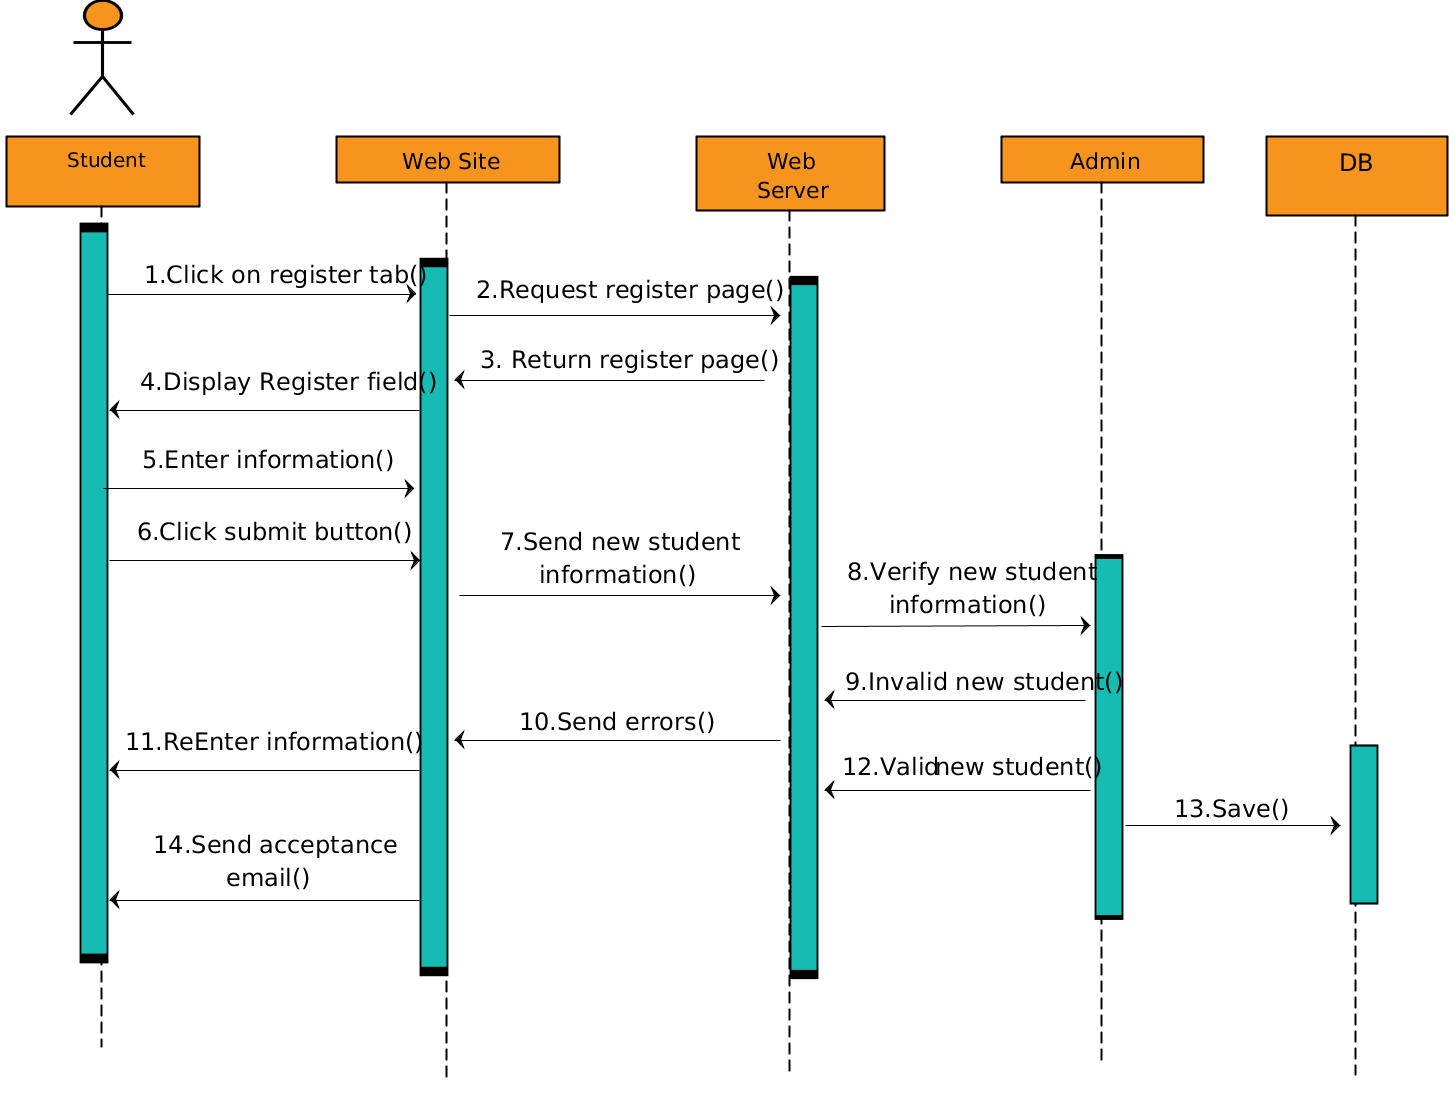 Student
Web Site
Web
Server
Admin
DB
1.Click on register tab()
2.Request register page()
3. Return register page()
4.Display Register field()
5.Enter information()
6.Click submit button()
7.Send new student
information()
8.Verify new student
information()
9.Invalid new student()
10.Send errors()
11.ReEnter information()
12.Validnew student()
13.Save()
14.Send acceptance
email()